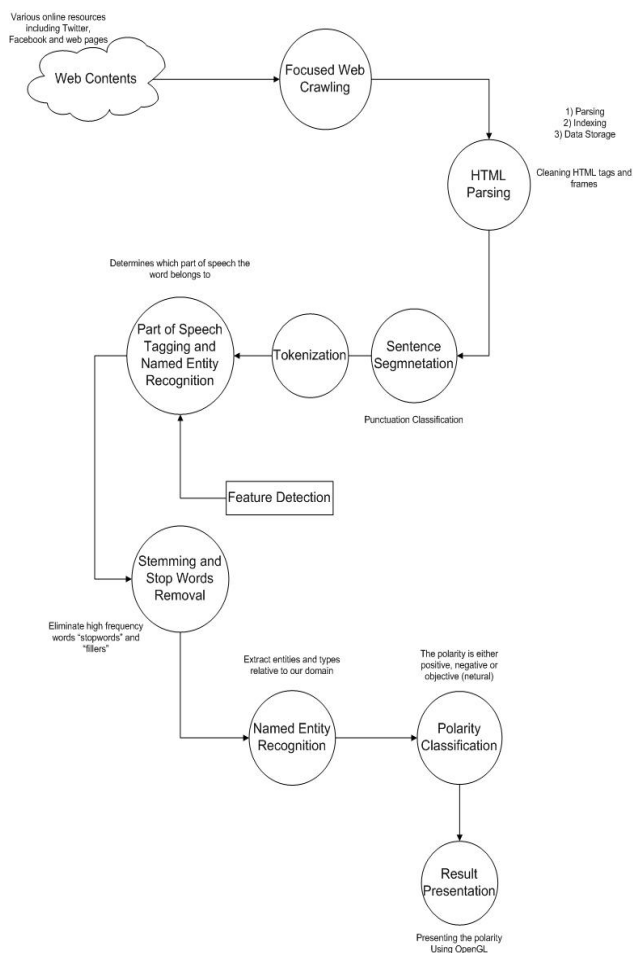 Various online resources
including Twitter,
Facebook and web pages
Web Contents
Focused Web
Crawling
1) Parsing
2) Indexing
3) Data Storage
HTML
Parsing
Cleaning HTML tags and
frames
Determines which part of speech the
word belongs to
Part of Speech
Tagging and
Named Entity
Recognition
Tokenization
Sentence
Segmnetation
Punctuation Classification
Feature Detection
Stemming and
Stop Words
Removal
Eliminate high frequency
words "stopwords" and
"fillers"
Extract entities and types
relative to our domain
Named Entity
Recognition
The polarity is either
positive, negative or
objective (netural)
Polarity
Classification
Result
Presentation
Presenting the polarity
Using OpenGL